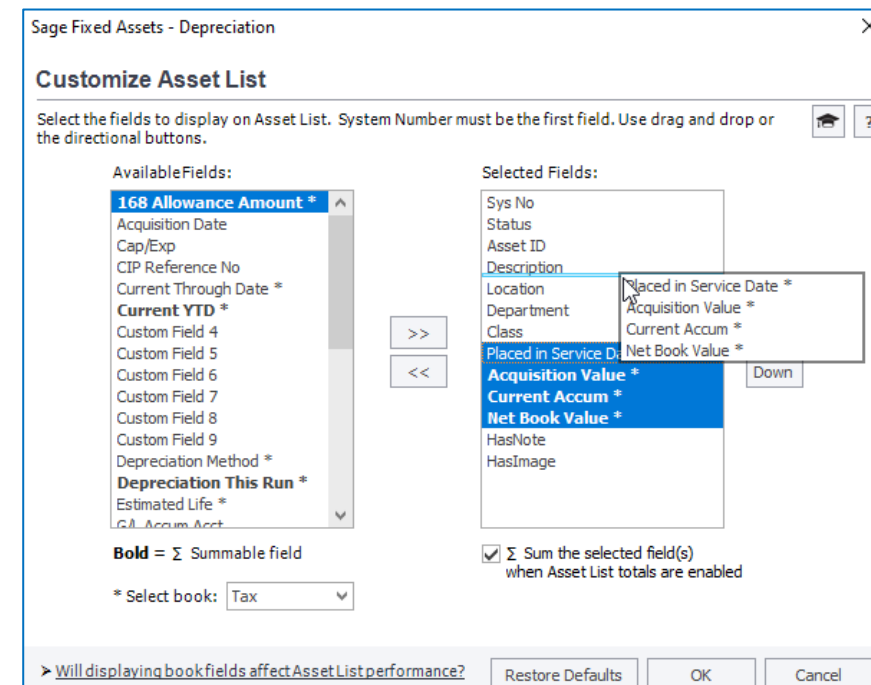 Sage Fixed Assets - Depreciation
Customize Asset List
Select the fields to display on Asset List. System Number must be the first field. Use drag and drop or
the directional buttons.
?
AvailableFields:
168 Allowance Amount *
Acquisition Date
Cap/Exp
CIP Reference No
Current Through Date *
Current YTD *
Custom Field 4
Custom Field 5
Custom Field 6
Custom Field 7
Custom Field 8
Custom Field 9
Depreciation Method *
Depreciation This Run *
Estimated Life *
G/L Accum Acct
>>
<<
Selected Fields:
Sys No
Status
Asset ID
Description
Location
Department
Class
Placed in Service Da
Acquisition Value *
Current Accum *
Net Book Value *
HasNote
HasImage
Placed in Service Date *
Acquisition Value *
Current Accum *
Net Book Value *
Down
Bold = Σ Summable field
* Select book: Tax
Σ Sum the selected field(s)
when Asset List totals are enabled
➢ Will displaying book fields affect Asset List performance?
Restore Defaults
OK
Cancel